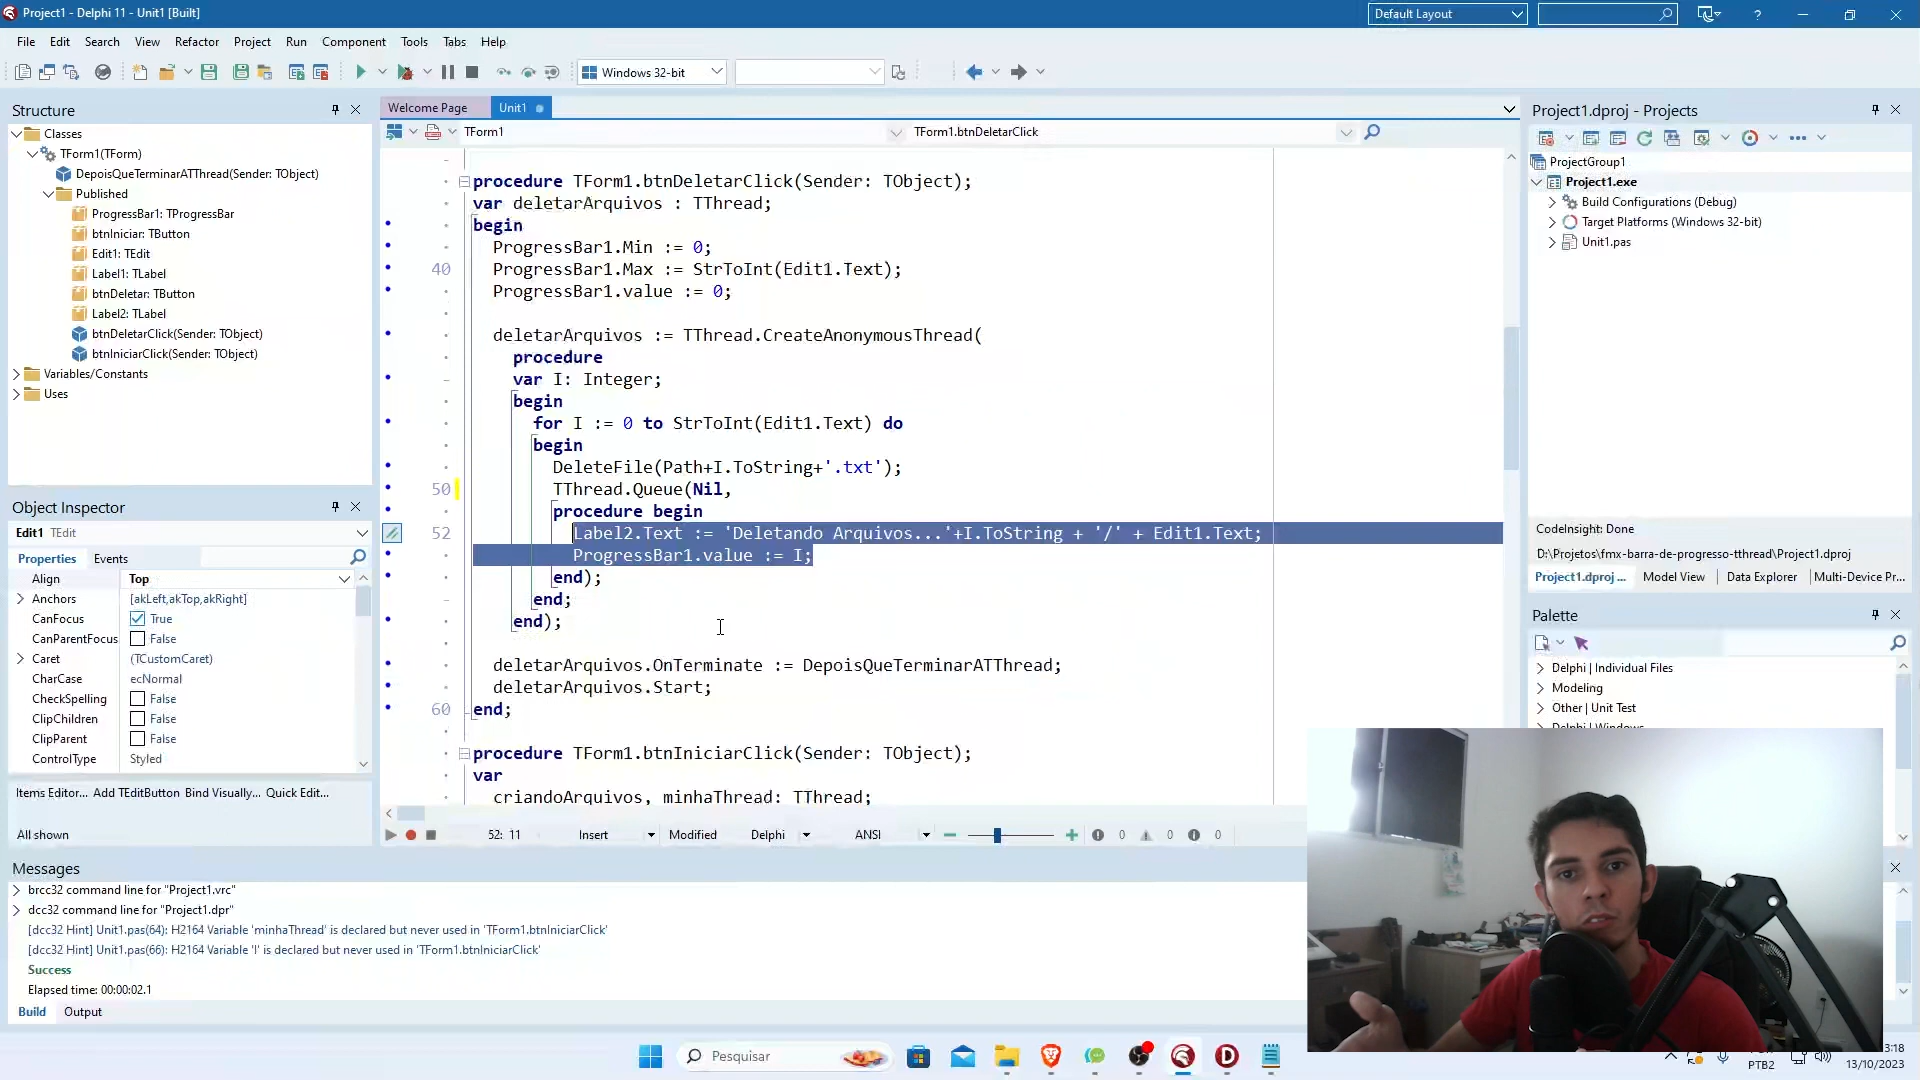 Project1 - Delphi 11 - Unit1 [Built]
Default Layout
File Edit Search View Refactor Project Run Component Tools Tabs Help
Windows 32-bit
Structure
Classes
TForm1(TForm)
DepoisQueTerminarATThread(Sender: TObject)
Published
ProgressBar1: TProgressBar
btnIniciar: TButton
Edit1: TEdit
Label1: TLabel
btnDeletar: TButton
Label2: TLabel
btnDeletarClick(Sender: TObject)
btnIniciarClick(Sender: TObject)
Variables/Constants
Uses
Object Inspector
Edit1 TEdit
Properties Events
Align Top
Anchors [akLeft,akTop,akRight]
CanFocus True
CanParentFocus False
Caret (TCustomCaret)
CharCase ecNormal
CheckSpelling False
ClipChildren False
ClipParent False
ControlType Styled
Items Editor... Add TEditButton Bind Visually... Quick Edit...
All shown
Welcome Page Unit1
TForm1 TForm1.btnDeletarClick
procedure TForm1.btnDeletarClick(Sender: TObject);
var deletarArquivos : TThread;
begin
ProgressBar1.Min := 0;
40 ProgressBar1.Max := StrToInt(Edit1.Text);
ProgressBar1.value := 0;
deletarArquivos := TThread.CreateAnonymousThread(
procedure
var I: Integer;
begin
for I := 0 to StrToInt(Edit1.Text) do
begin
DeleteFile(Path+I.ToString+'.txt');
50 TThread.Queue(Nil,
procedure begin
52 Label2.Text := 'Deletando Arquivos...'+I.ToString + '/' + Edit1.Text;
ProgressBar1.value := I;
end);
end;
end);
deletarArquivos.OnTerminate := DepoisQueTerminarATThread;
deletarArquivos.Start;
60 end;
procedure TForm1.btnIniciarClick(Sender: TObject);
var
criandoArquivos, minhaThread: TThread;
52: 11 Insert Modified Delphi ANSI 0 0 0
Project1.dproj - Projects
ProjectGroup1
Project1.exe
Build Configurations (Debug)
Target Platforms (Windows 32-bit)
Unit1.pas
CodeInsight: Done
D:\Projetos\fmx-barra-de-progresso-tthread\Project1.dproj
Project1.dproj ... Model View Data Explorer Multi-Device Pr...
Palette
Delphi | Individual Files
Modeling
Other | Unit Test
Delphi | Windows
Messages
brcc32 command line for "Project1.vrc"
dcc32 command line for "Project1.dpr"
[dcc32 Hint] Unit1.pas(64): H2164 Variable 'minhaThread' is declared but never used in 'TForm1.btnIniciarClick'
[dcc32 Hint] Unit1.pas(66): H2164 Variable 'I' is declared but never used in 'TForm1.btnIniciarClick'
Success
Elapsed time: 00:00:02.1
Build Output
Pesquisar
PTB2
3:18
13/10/2023